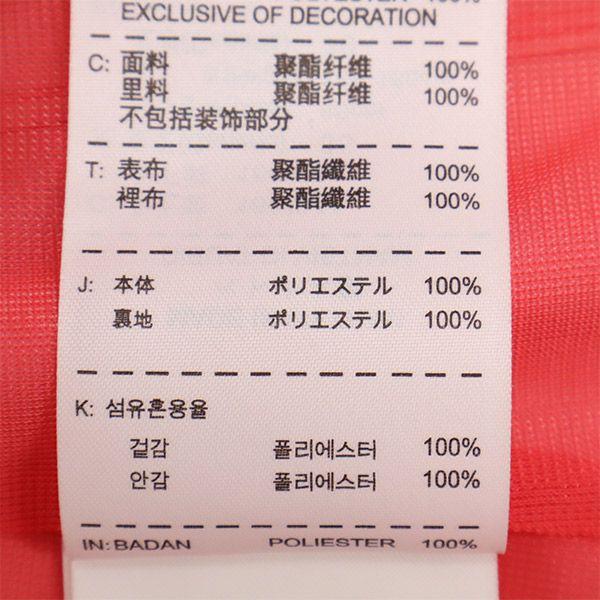 EXCLUSIVE OF DECORATION
C: 面料 聚酯纤维 100%
里料 聚酯纤维 100%
不包括装饰部分
T: 表布 聚酯纖維 100%
裡布 聚酯纖維 100%
J: 本体 ポリエステル 100%
裏地 ポリエステル 100%
K: 섬유혼용율
겉감 폴리에스터 100%
안감 폴리에스터 100%
IN: BADAN POLIESTER 100%